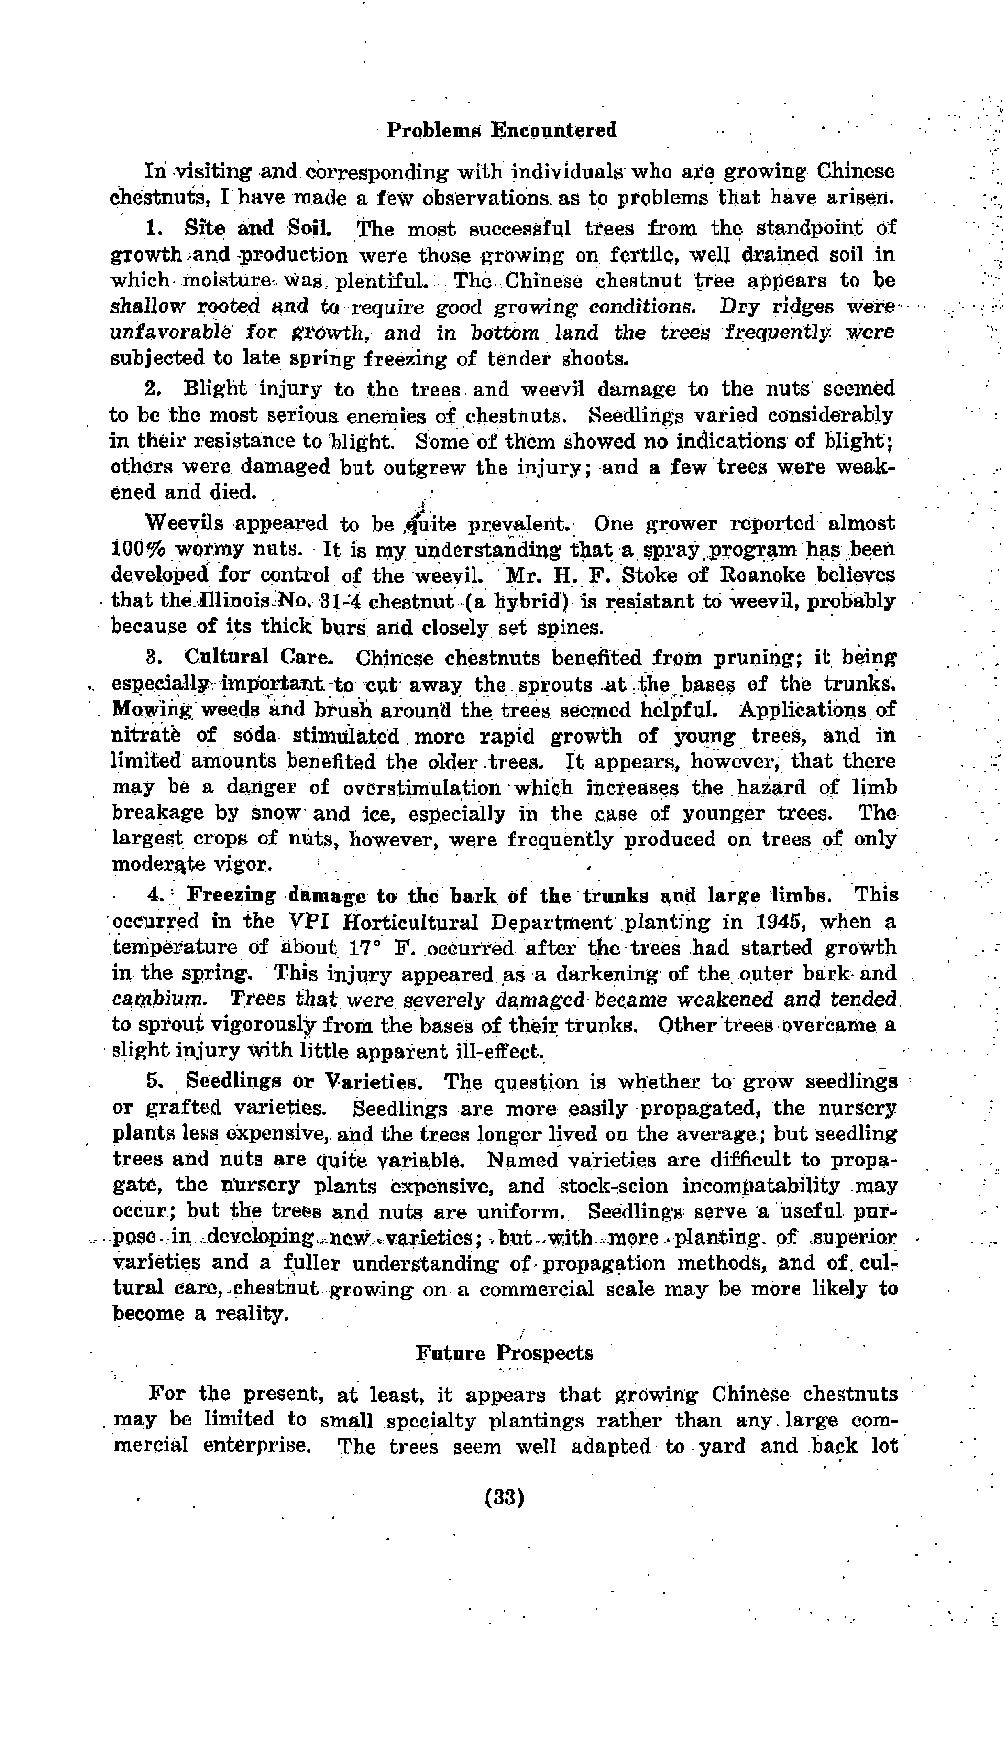 Problems Encountered
In visiting and corresponding with individuals who are growing Chinese
chestnuts, I have made a few observations as to problems that have arisen.
1. Site and Soil. The most successful trees from the standpoint of
growth and production were those growing on fertile, well drained soil in
which moisture was plentiful. The Chinese chestnut tree appears to be
shallow rooted and to require good growing conditions. Dry ridges were
unfavorable for growth, and in bottom land the trees frequently were
subjected to late spring freezing of tender shoots.
2. Blight injury to the trees and weevil damage to the nuts seemed
to be the most serious enemies of chestnuts. Seedlings varied considerably
in their resistance to blight. Some of them showed no indications of blight;
others were damaged but outgrew the injury; and a few trees were weak-
ened and died.
Weevils appeared to be quite prevalent. One grower reported almost
100% wormy nuts. It is my understanding that a spray program has been
developed for control of the weevil. Mr. H. F. Stoke of Roanoke believes
that the Illinois No. 31-4 chestnut (a hybrid) is resistant to weevil, probably
because of its thick burs and closely set spines.
3. Cultural Care. Chinese chestnuts benefited from pruning; it being
especially important to cut away the sprouts at the bases of the trunks.
Mowing weeds and brush around the trees seemed helpful. Applications of
nitrate of soda stimulated more rapid growth of young trees, and in
limited amounts benefited the older trees. It appears, however, that there
may be a danger of overstimulation which increases the hazard of limb
breakage by snow and ice, especially in the case of younger trees. The
largest crops of nuts, however, were frequently produced on trees of only
moderate vigor.
4. Freezing damage to the bark of the trunks and large limbs. This
occurred in the VPI Horticultural Department planting in 1945, when a
temperature of about 17° F. occurred after the trees had started growth
in the spring. This injury appeared as a darkening of the outer bark and
cambium. Trees that were severely damaged became weakened and tended
to sprout vigorously from the bases of their trunks. Other trees overcame a
slight injury with little apparent ill-effect.
5. Seedlings or Varieties. The question is whether to grow seedlings
or grafted varieties. Seedlings are more easily propagated, the nursery
plants less expensive, and the trees longer lived on the average; but seedling
trees and nuts are quite variable. Named varieties are difficult to propa-
gate, the nursery plants expensive, and stock-scion incompatability may
occur; but the trees and nuts are uniform. Seedlings serve a useful pur-
pose in developing new varieties; but with more planting of superior
varieties and a fuller understanding of propagation methods, and of cul-
tural care, chestnut growing on a commercial scale may be more likely to
become a reality.
Future Prospects
For the present, at least, it appears that growing Chinese chestnuts
may be limited to small specialty plantings rather than any large com-
mercial enterprise. The trees seem well adapted to yard and back lot
(33)